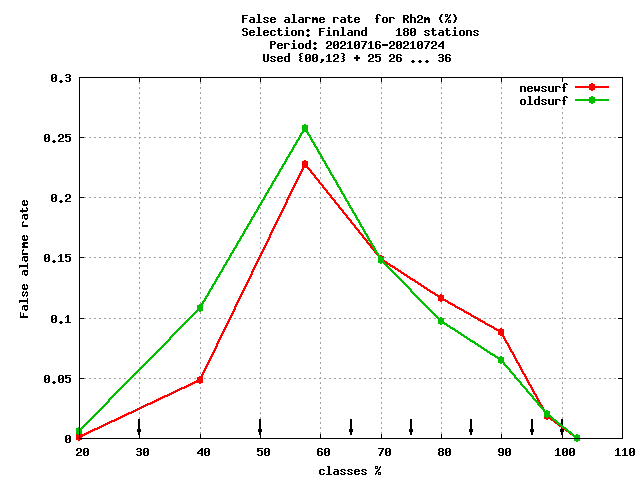 False alarme rate for Rh2m (%)
Selection: Finland 180 stations
Period: 20210716-20210724
Used {00,12} + 25 26 ... 36
newsurf
oldsurf
False alarme rate
0.3
0.25
0.2
0.15
0.1
0.05
0
20 30 40 50 60 70 80 90 100 110
classes %